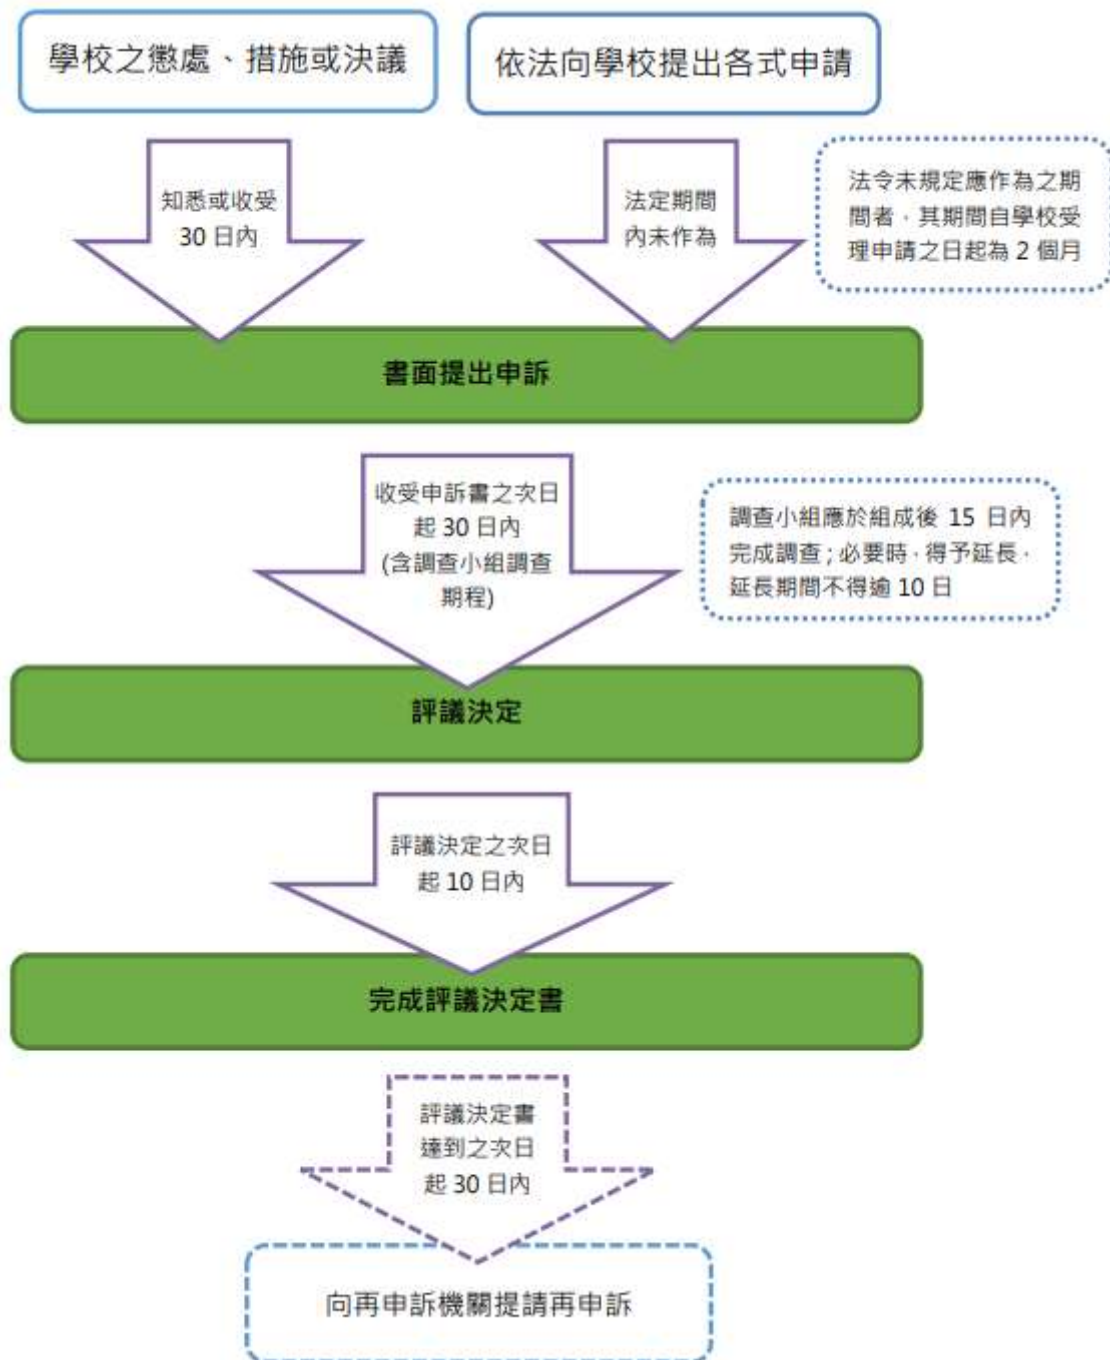 學校之懲處、措施或決議
依法向學校提出各式申請
知悉或收受
30 日內
法定期間
內未作為
法令未規定應作為之期
間者，其期間自學校受
理申請之日起為 2 個月
書面提出申訴
收受申訴書之次日
起 30 日內
(含調查小組調查
期程)
調查小組應於組成後 15 日內
完成調查；必要時，得予延長，
延長期間不得逾 10 日
評議決定
評議決定之次日
起 10 日內
完成評議決定書
評議決定書
達到之次日
起 30 日內
向再申訴機關提請再申訴